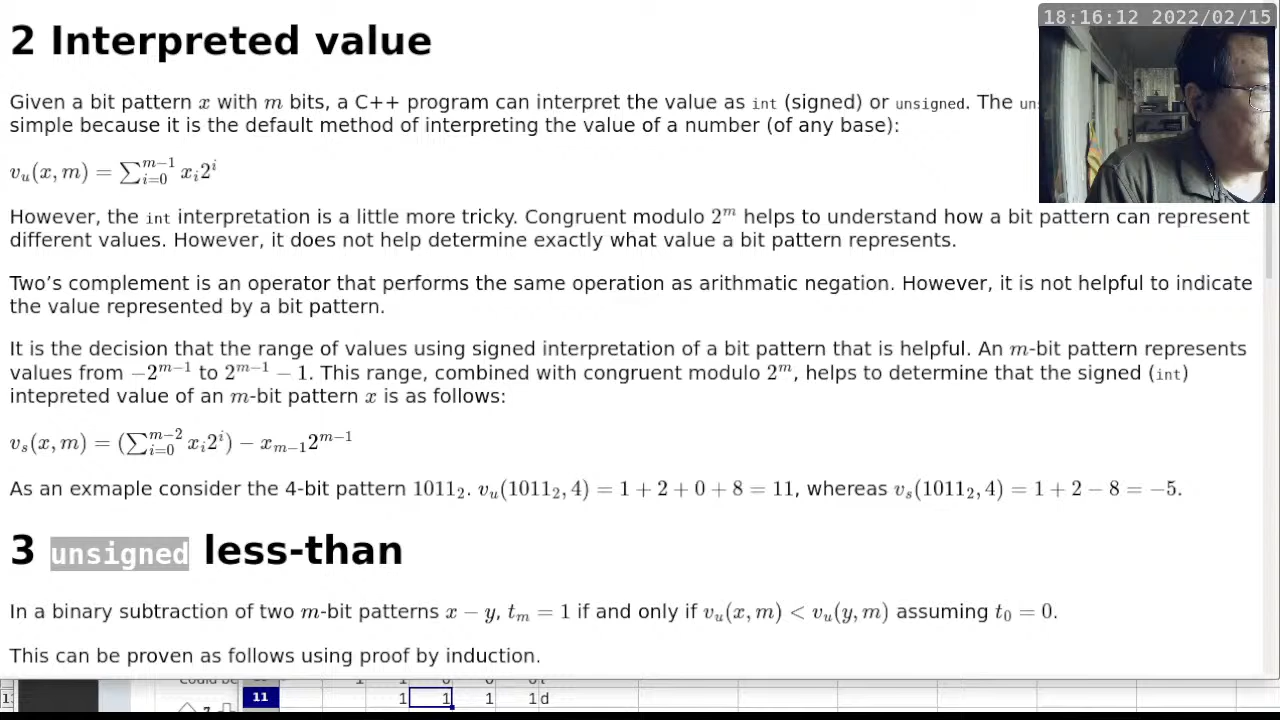 18:16:12 2022/02/15
2 Interpreted value
Given a bit pattern x with m bits, a C++ program can interpret the value as int (signed) or unsigned. The
simple because it is the default method of interpreting the value of a number (of any base):
v_u(x, m) = ∑_{i=0}^{m−1} x_i 2^i
However, the int interpretation is a little more tricky. Congruent modulo 2^m helps to understand how a bit pattern can represent
different values. However, it does not help determine exactly what value a bit pattern represents.
Two's complement is an operator that performs the same operation as arithmatic negation. However, it is not helpful to indicate
the value represented by a bit pattern.
It is the decision that the range of values using signed interpretation of a bit pattern that is helpful. An m-bit pattern represents
values from −2^{m−1} to 2^{m−1} − 1. This range, combined with congruent modulo 2^m, helps to determine that the signed (int)
intepreted value of an m-bit pattern x is as follows:
v_s(x, m) = (∑_{i=0}^{m−2} x_i 2^i) − x_{m−1} 2^{m−1}
As an exmaple consider the 4-bit pattern 1011_2. v_u(1011_2, 4) = 1 + 2 + 0 + 8 = 11, whereas v_s(1011_2, 4) = 1 + 2 − 8 = −5.
3 unsigned less-than
In a binary subtraction of two m-bit patterns x − y, t_m = 1 if and only if v_u(x, m) < v_u(y, m) assuming t_0 = 0.
This can be proven as follows using proof by induction.
11 1 1 1 1 d